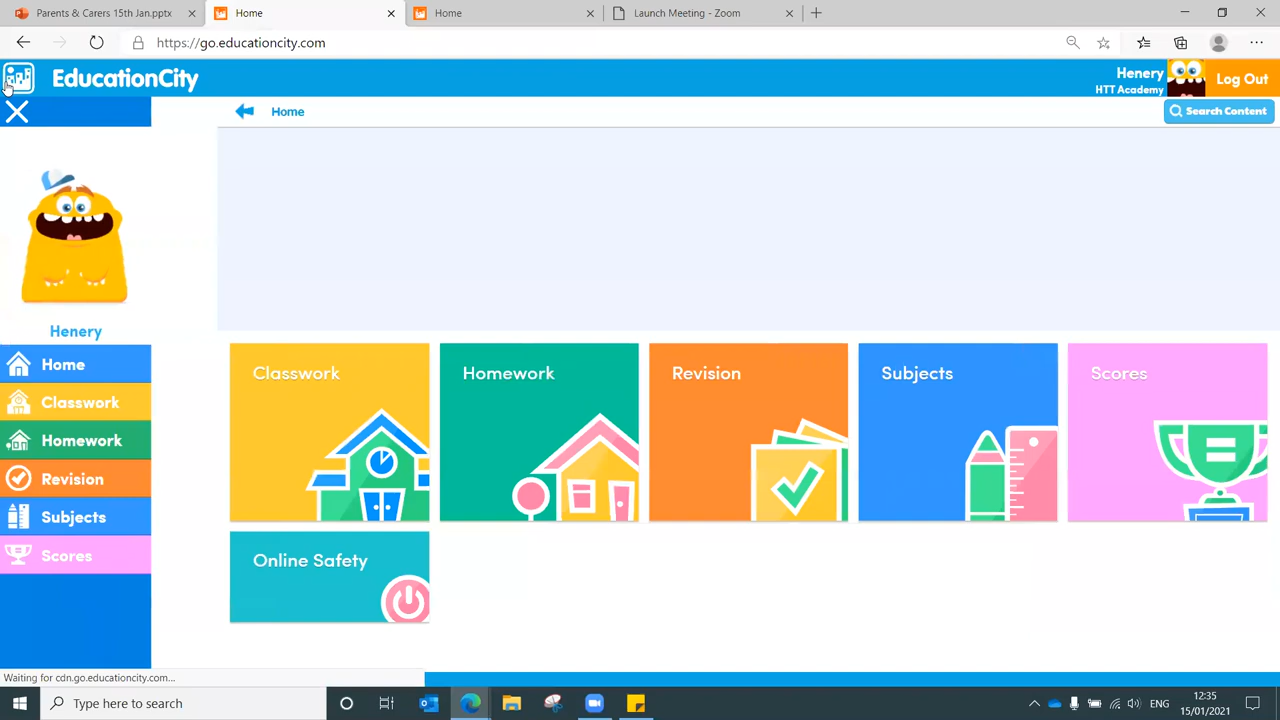 Parents & Carers 15th Jan.pptx
Home
Home
Launch Meeting - Zoom
https://go.educationcity.com
EducationCity
Henery
HTT Academy
Log Out
Home
Search Content
Henery
Home
Classwork
Homework
Revision
Subjects
Scores
Classwork
Homework
Revision
Subjects
Scores
Online Safety
Waiting for cdn.go.educationcity.com...
Type here to search
ENG
12:35
15/01/2021